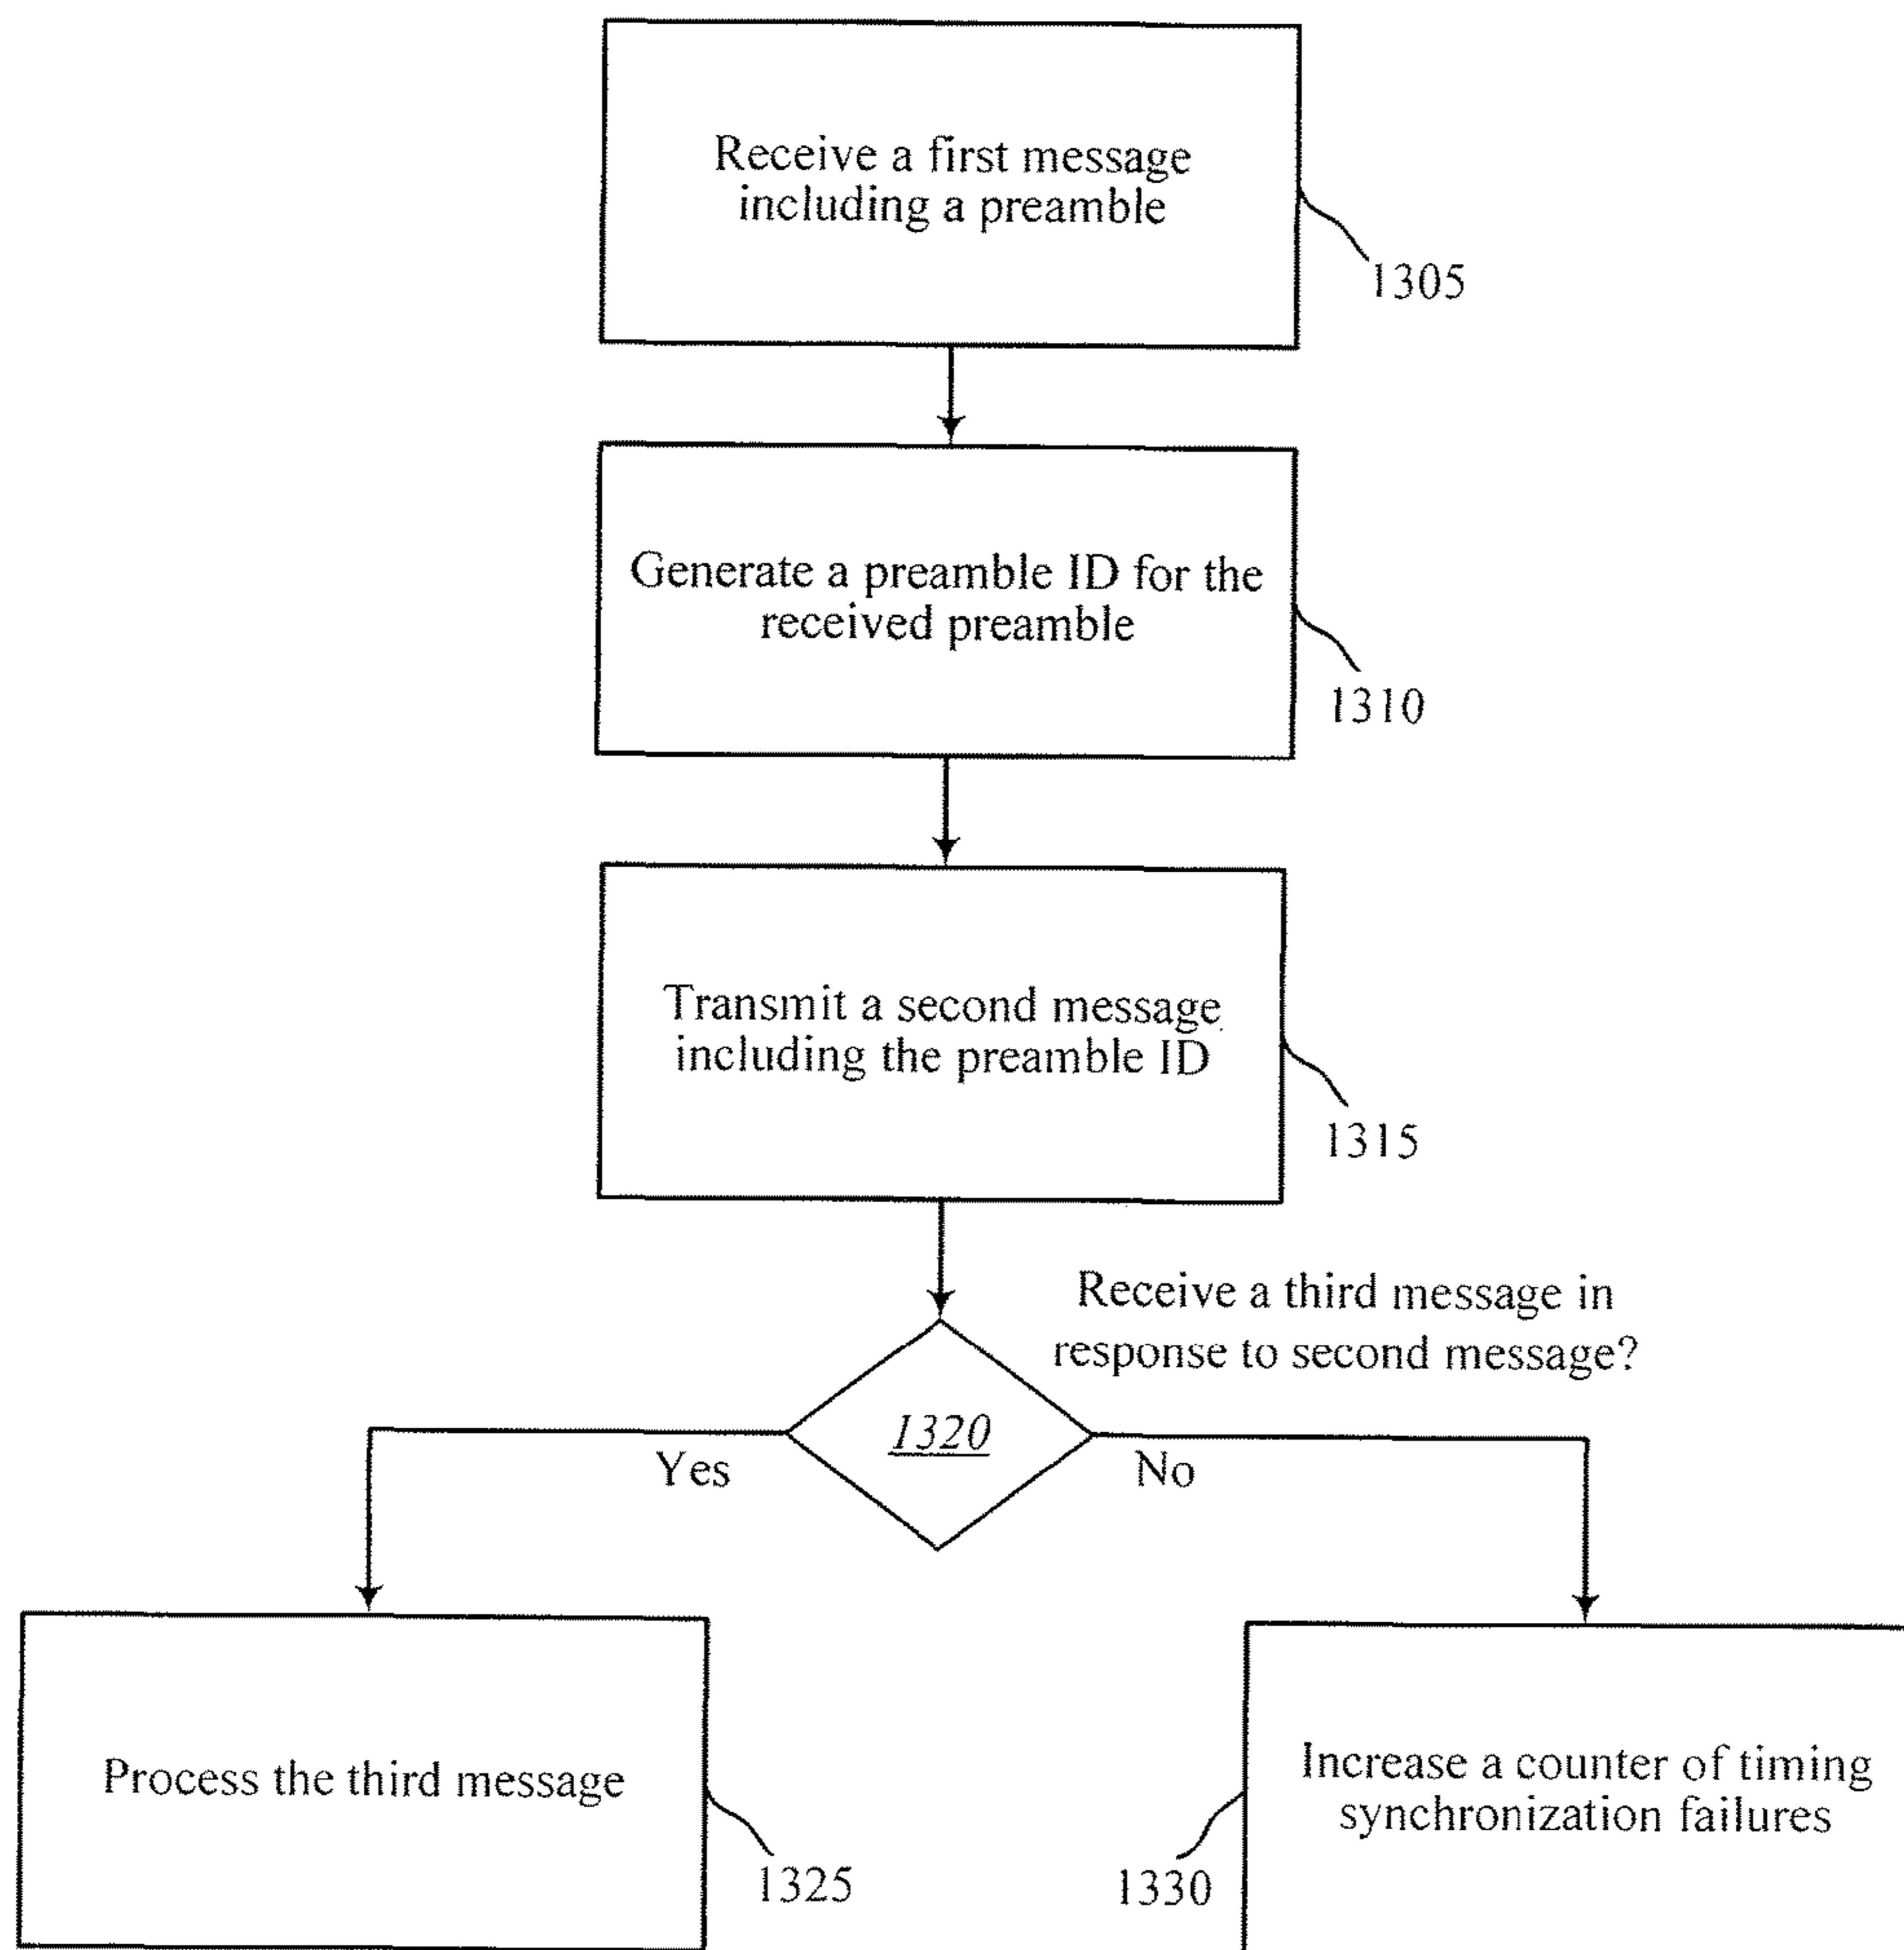 Receive a first message
including a preamble
1305
Generate a preamble ID for the
received preamble
1310
Transmit a second message
including the preamble ID
1315
Receive a third message in
response to second message?
1320
Yes
No
Process the third message
1325
Increase a counter of timing
synchronization failures
1330